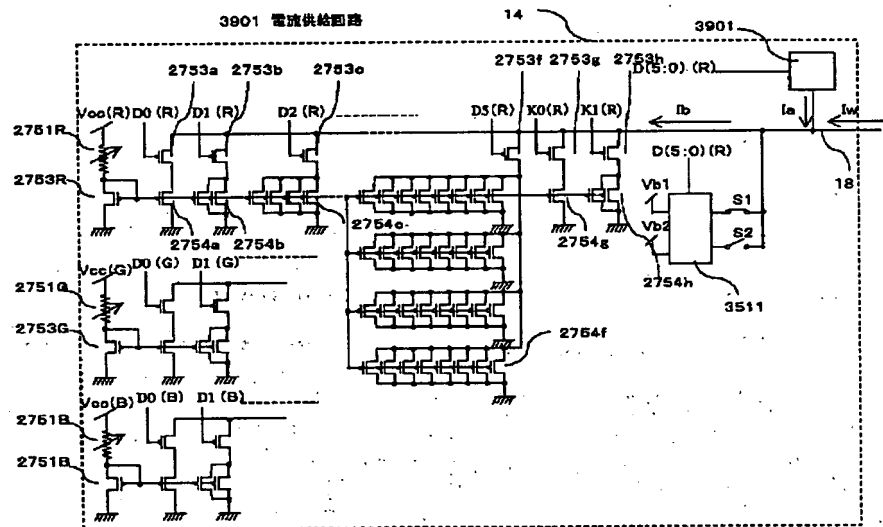 3901 電流供給回路
14
3901
2753a
2753b
2753c
2753f
2753g
2753h
D(5:0) (R)
Vcc(R)
D0(R)
D1(R)
D2(R)
D5(R)
K0(R)
K1(R)
Ib
Ia
Iw
2751R
2753R
18
D(5:0)(R)
Vb1
Vb2
S1
S2
2754a
2754b
2754c
2754g
2754h
3511
Vcc(G)
D0(G)
D1(G)
2751G
2753G
2754f
Vcc(B)
D0(B)
D1(B)
2751B
2751B